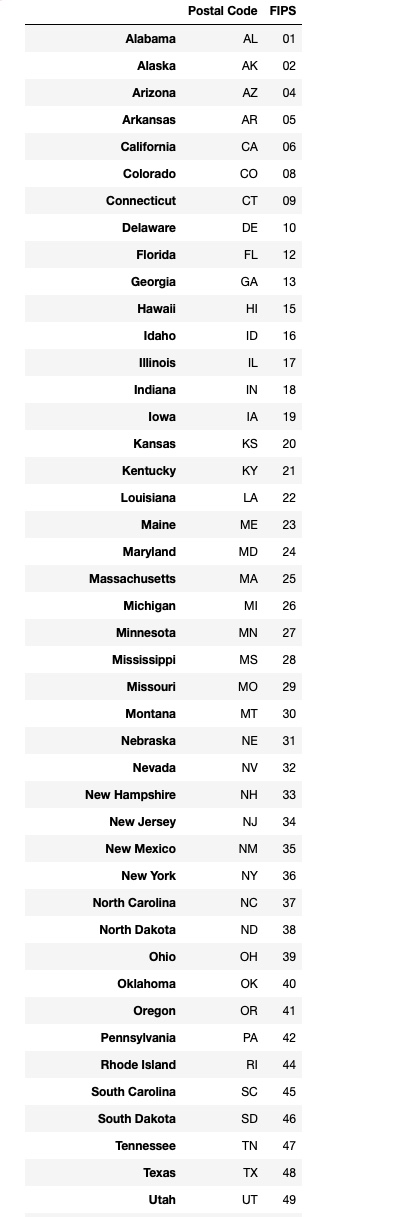 Postal Code FIPS
Alabama AL 01
Alaska AK 02
Arizona AZ 04
Arkansas AR 05
California CA 06
Colorado CO 08
Connecticut CT 09
Delaware DE 10
Florida FL 12
Georgia GA 13
Hawaii HI 15
Idaho ID 16
Illinois IL 17
Indiana IN 18
Iowa IA 19
Kansas KS 20
Kentucky KY 21
Louisiana LA 22
Maine ME 23
Maryland MD 24
Massachusetts MA 25
Michigan MI 26
Minnesota MN 27
Mississippi MS 28
Missouri MO 29
Montana MT 30
Nebraska NE 31
Nevada NV 32
New Hampshire NH 33
New Jersey NJ 34
New Mexico NM 35
New York NY 36
North Carolina NC 37
North Dakota ND 38
Ohio OH 39
Oklahoma OK 40
Oregon OR 41
Pennsylvania PA 42
Rhode Island RI 44
South Carolina SC 45
South Dakota SD 46
Tennessee TN 47
Texas TX 48
Utah UT 49